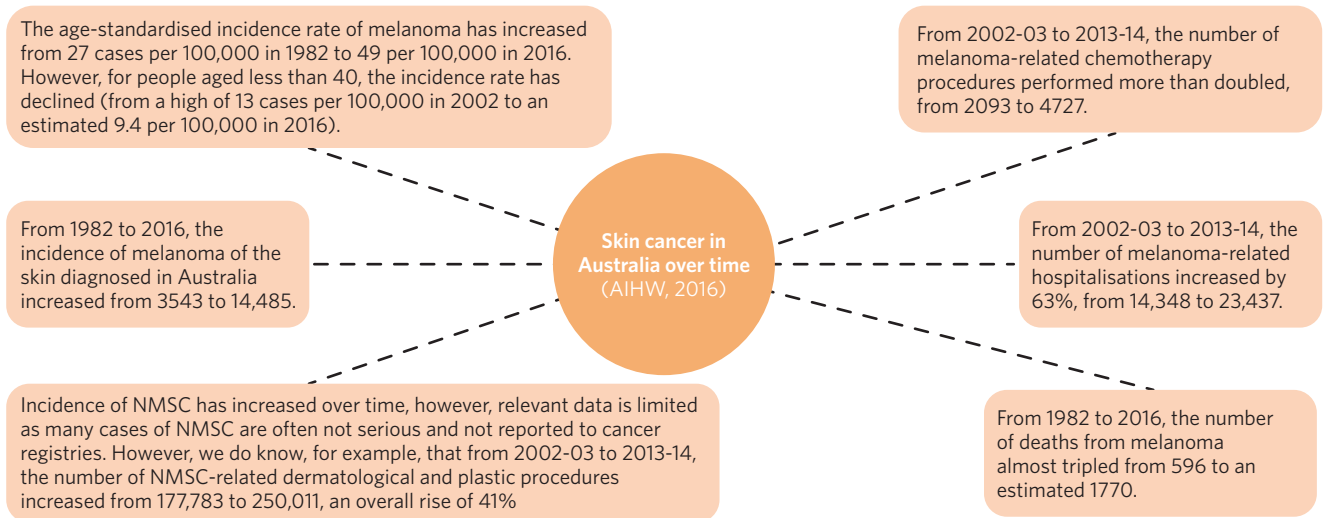 The age-standardised incidence rate of melanoma has increased
from 27 cases per 100,000 in 1982 to 49 per 100,000 in 2016.
However, for people aged less than 40, the incidence rate has
declined (from a high of 13 cases per 100,000 in 2002 to an
estimated 9.4 per 100,000 in 2016).
From 2002-03 to 2013-14, the number of
melanoma-related chemotherapy
procedures performed more than doubled,
from 2093 to 4727.
From 1982 to 2016, the
incidence of melanoma of the
skin diagnosed in Australia
increased from 3543 to 14,485.
Skin cancer in
Australia over time
(AIHW, 2016)
From 2002-03 to 2013-14, the
number of melanoma-related
hospitalisations increased by
63%, from 14,348 to 23,437.
Incidence of NMSC has increased over time, however, relevant data is limited
as many cases of NMSC are often not serious and not reported to cancer
registries. However, we do know, for example, that from 2002-03 to 2013-14,
the number of NMSC-related dermatological and plastic procedures
increased from 177,783 to 250,011, an overall rise of 41%
From 1982 to 2016, the number
of deaths from melanoma
almost tripled from 596 to an
estimated 1770.